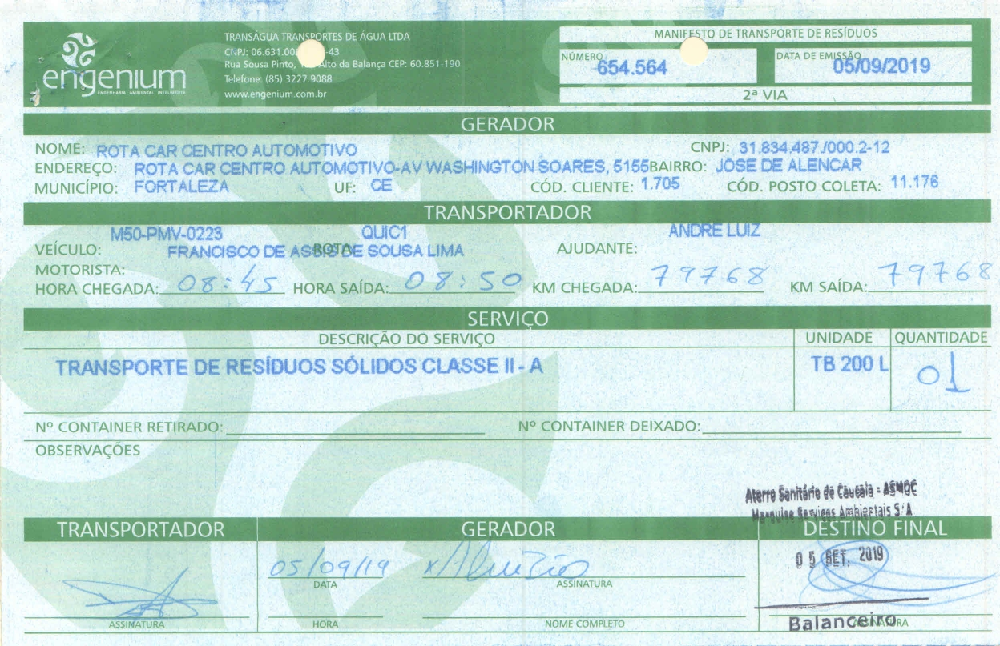 engenium
ENGENHARIA AMBIENTAL INTELIGENTE
TRANSÁGUA TRANSPORTES DE ÁGUA LTDA
CNPJ: 06.631.00 -43
Rua Sousa Pinto, Alto da Balança CEP: 60.851-190
Telefone: (85) 3227.9088
www.engenium.com.br
MANIFESTO DE TRANSPORTE DE RESÍDUOS
NÚMERO 654.564 DATA DE EMISSÃO 05/09/2019
2ª VIA
GERADOR
NOME: ROTA CAR CENTRO AUTOMOTIVO CNPJ: 31.834.487./000.2-12
ENDEREÇO: ROTA CAR CENTRO AUTOMOTIVO-AV WASHINGTON SOARES, 5155 BAIRRO: JOSE DE ALENCAR
MUNICÍPIO: FORTALEZA UF: CE CÓD. CLIENTE: 1.705 CÓD. POSTO COLETA: 11.176
TRANSPORTADOR
M50-PMV-0223 QUIC1 ANDRE LUIZ
VEÍCULO: ROTA: AJUDANTE:
FRANCISCO DE ASSIS DE SOUSA LIMA
MOTORISTA:
HORA CHEGADA: 08:45 HORA SAÍDA: 08:50 KM CHEGADA: 79768 KM SAÍDA: 79768
SERVIÇO
DESCRIÇÃO DO SERVIÇO UNIDADE QUANTIDADE
TRANSPORTE DE RESÍDUOS SÓLIDOS CLASSE II - A TB 200 L 01
Nº CONTAINER RETIRADO: Nº CONTAINER DEIXADO:
OBSERVAÇÕES
Aterro Sanitário de Caucaia - ASMOC
Marquise Serviços Ambientais S/A
TRANSPORTADOR GERADOR DESTINO FINAL
05/09/19 x Aluizio 05 SET. 2019
DATA ASSINATURA
Balanceiro
ASSINATURA HORA NOME COMPLETO ASSINATURA